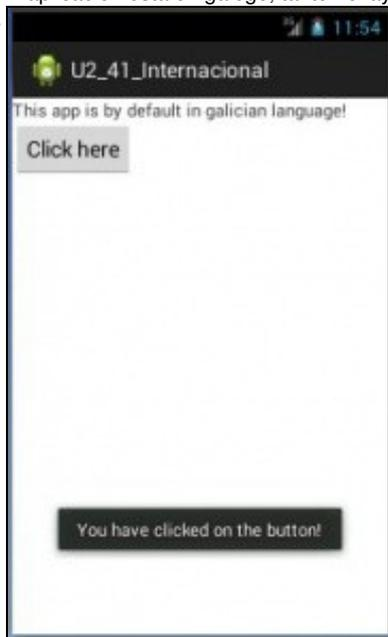 11:54
U2_41_Internacional
This app is by default in galician language!
Click here
You have clicked on the button!